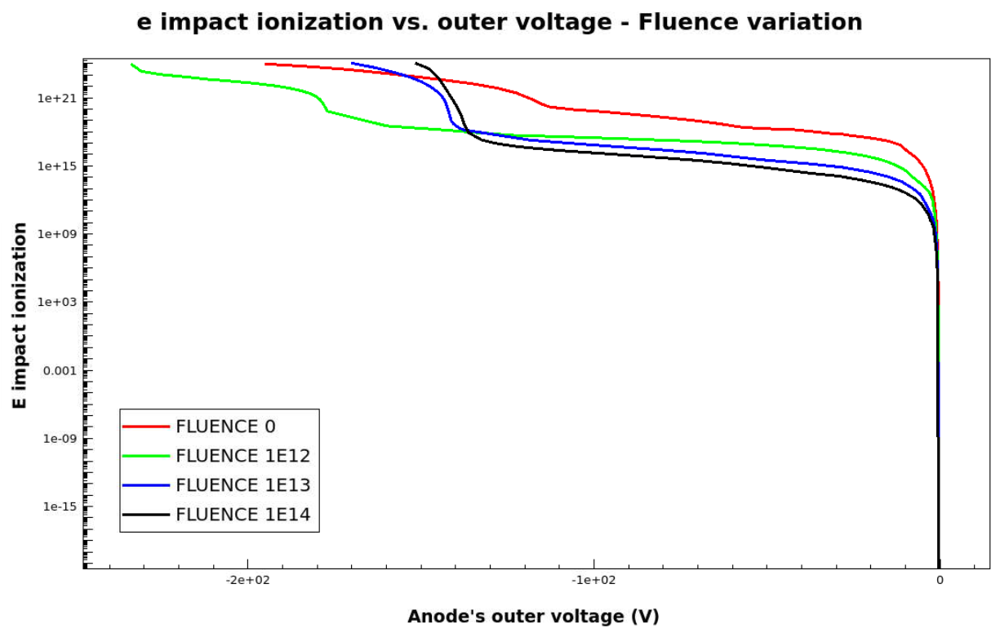 e impact ionization vs. outer voltage - Fluence variation
E impact ionization
1e+21
1e+15
1e+09
1e+03
0.001
1e-09
1e-15
FLUENCE 0
FLUENCE 1E12
FLUENCE 1E13
FLUENCE 1E14
-2e+02
-1e+02
0
Anode's outer voltage (V)